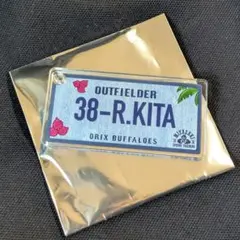 OUTFIELDER
38-R.KITA
ORIX BUFFALOES